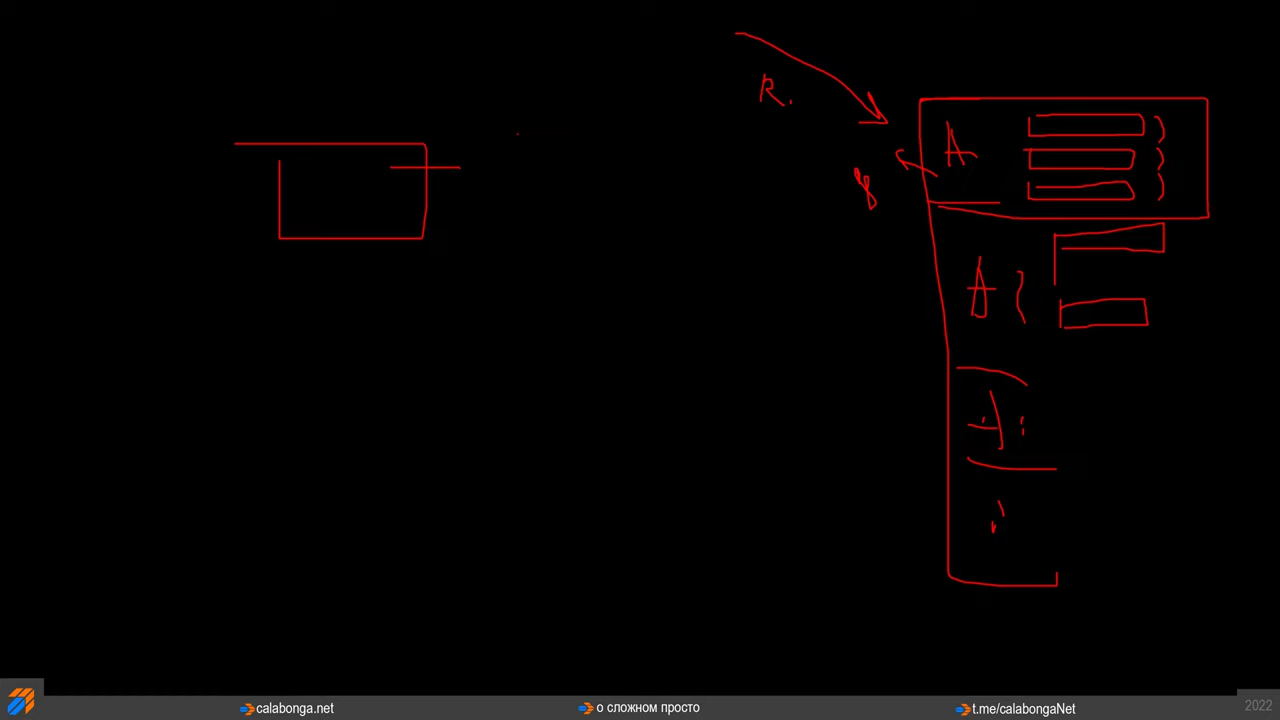 R.
A
A
calabonga.net
о сложном просто
t.me/calabongaNet
2022